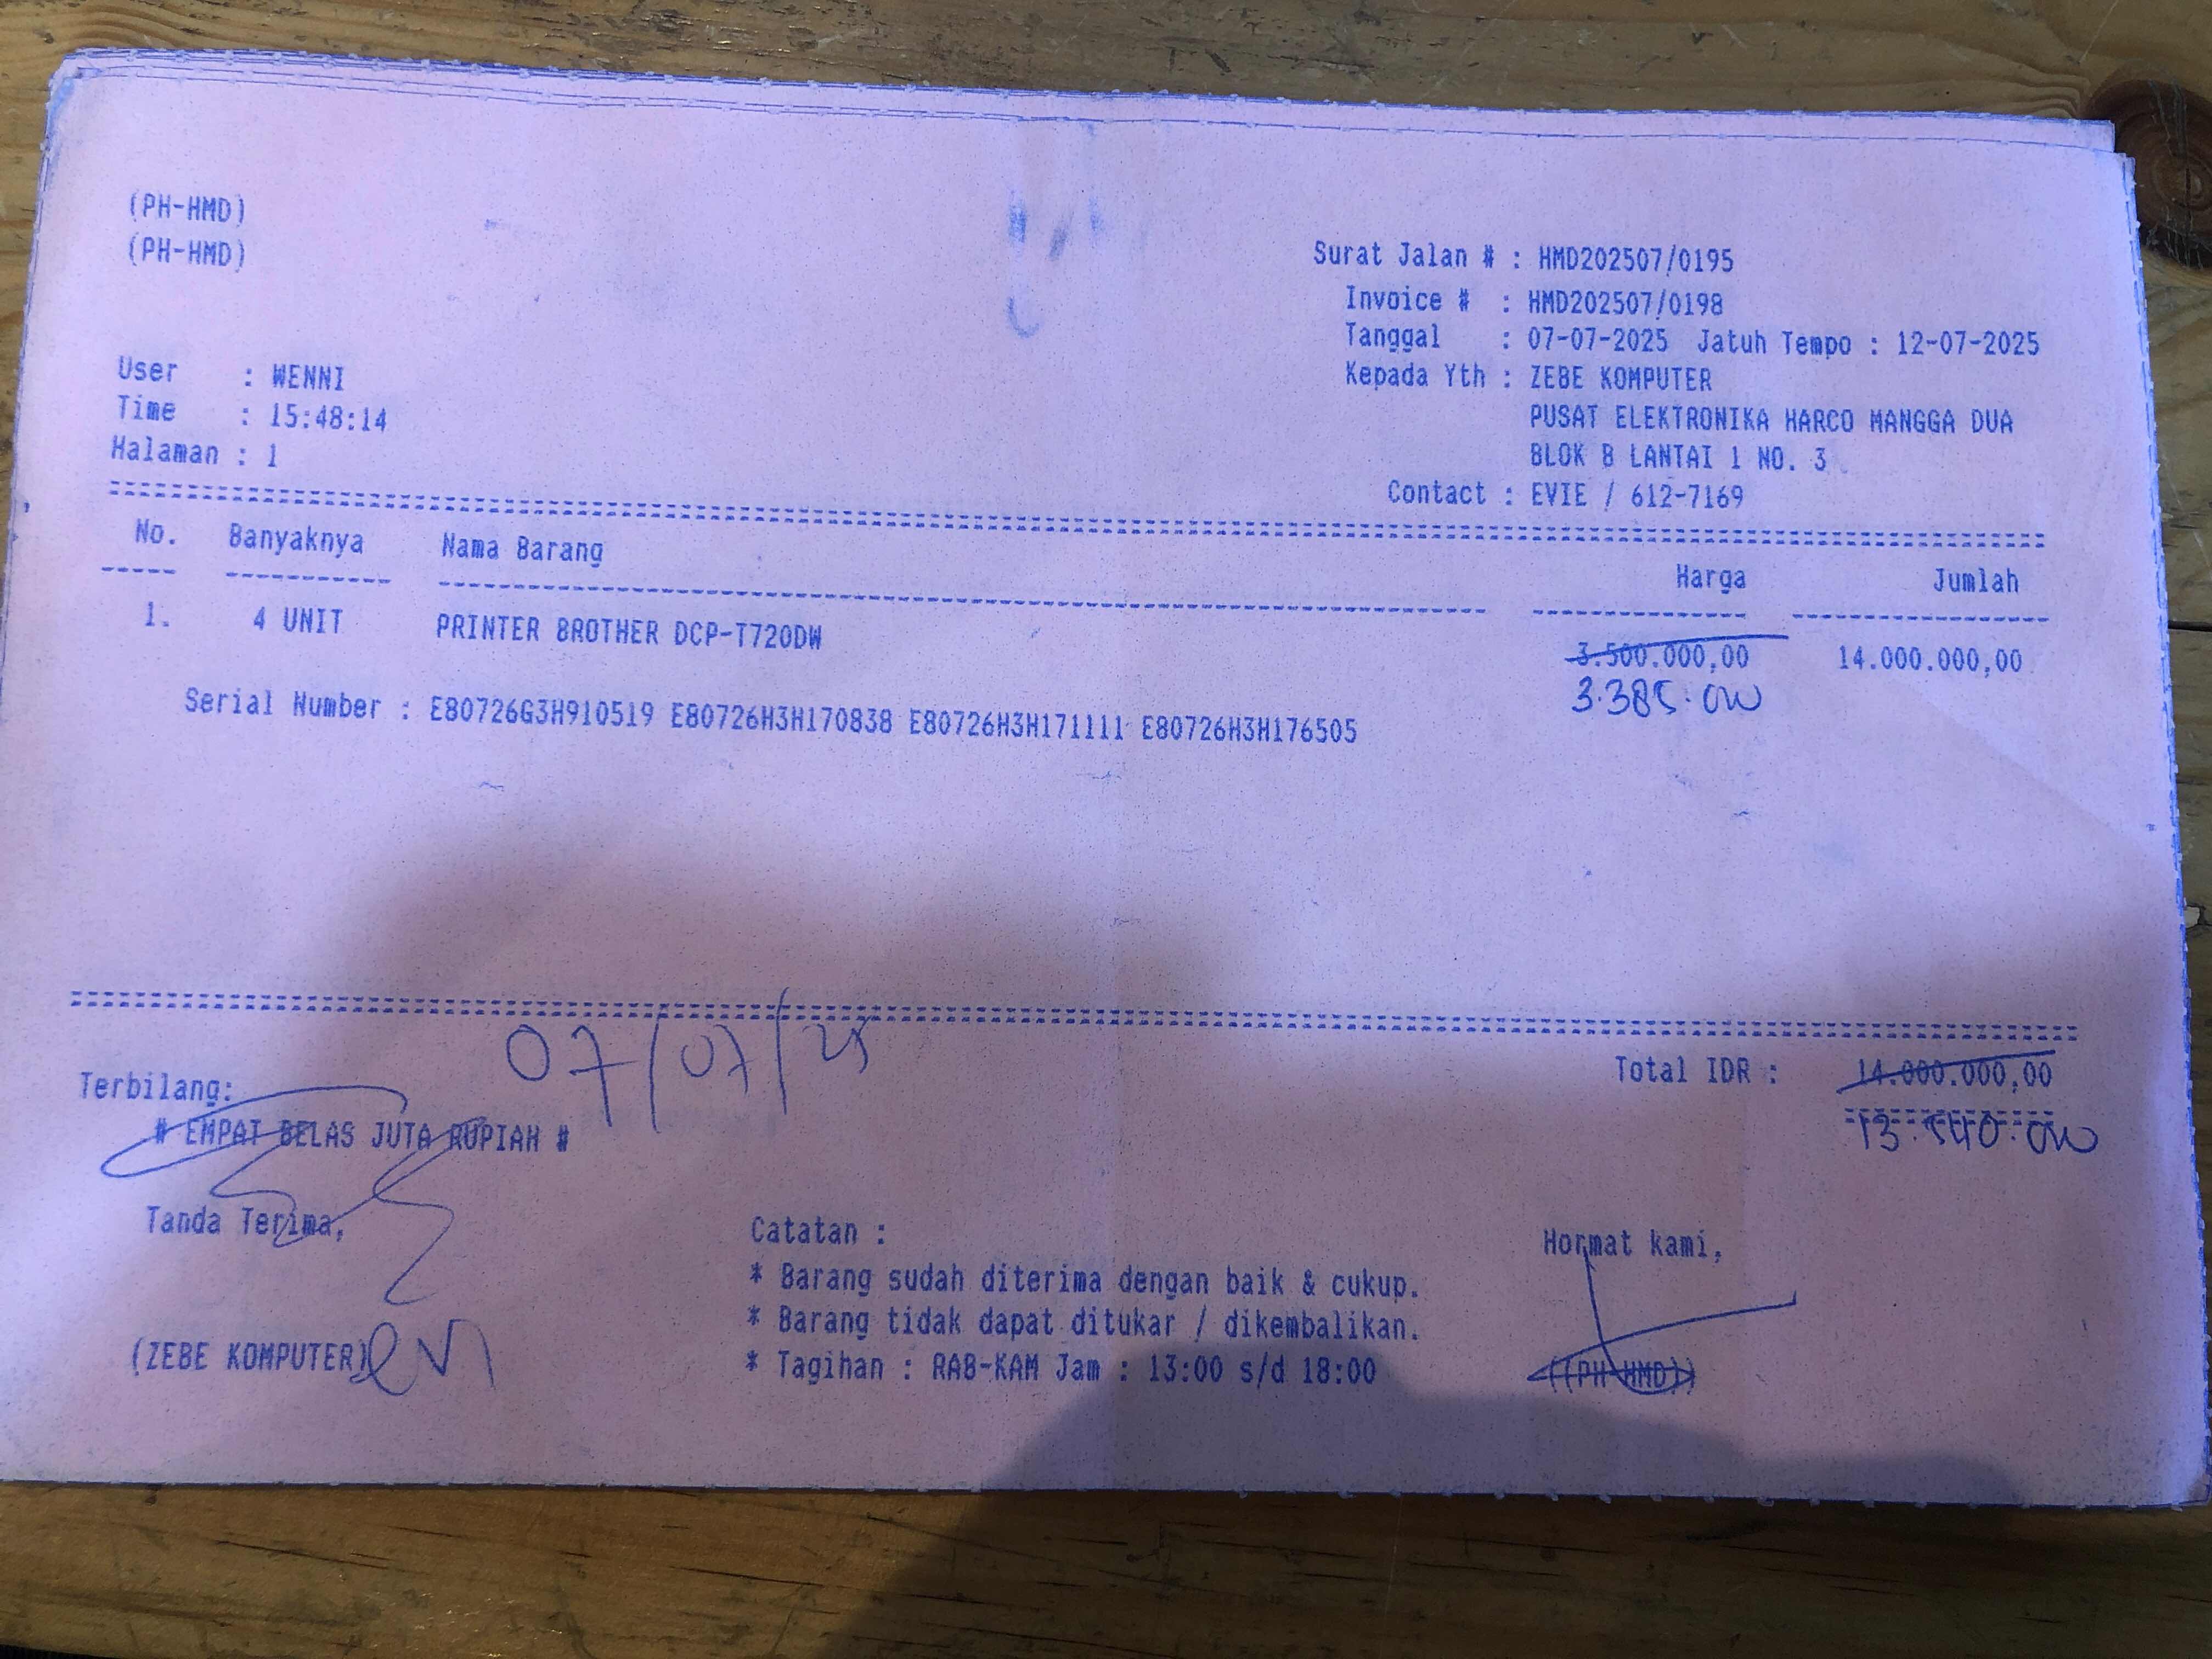 (PH-HMD)
(PH-HMD)
Surat Jalan # : HMD202507/0195
Invoice # : HMD202507/0198
Tanggal : 07-07-2025 Jatuh Tempo : 12-07-2025
Kepada Yth : ZEBE KOMPUTER
PUSAT ELEKTRONIKA HARCO MANGGA DUA
BLOK B LANTAI 1 NO. 3
Contact : EVIE / 612-7169
User : WENNI
Time : 15:48:14
Halaman : 1
No. Banyaknya Nama Barang Harga Jumlah
1. 4 UNIT PRINTER BROTHER DCP-T720DW 3.500.000,00 14.000.000,00
3.385.000
Serial Number : E80726G3H910519 E80726H3H170838 E80726H3H171111 E80726H3H176505
07/07/25
Total IDR : 14.000.000,00
13.540.000
Terbilang:
# EMPAT BELAS JUTA RUPIAH #
Tanda Terima,
(ZEBE KOMPUTER)
Catatan :
* Barang sudah diterima dengan baik & cukup.
* Barang tidak dapat ditukar / dikembalikan.
* Tagihan : RAB-KAM Jam : 13:00 s/d 18:00
Hormat kami,
((PH-HMD))